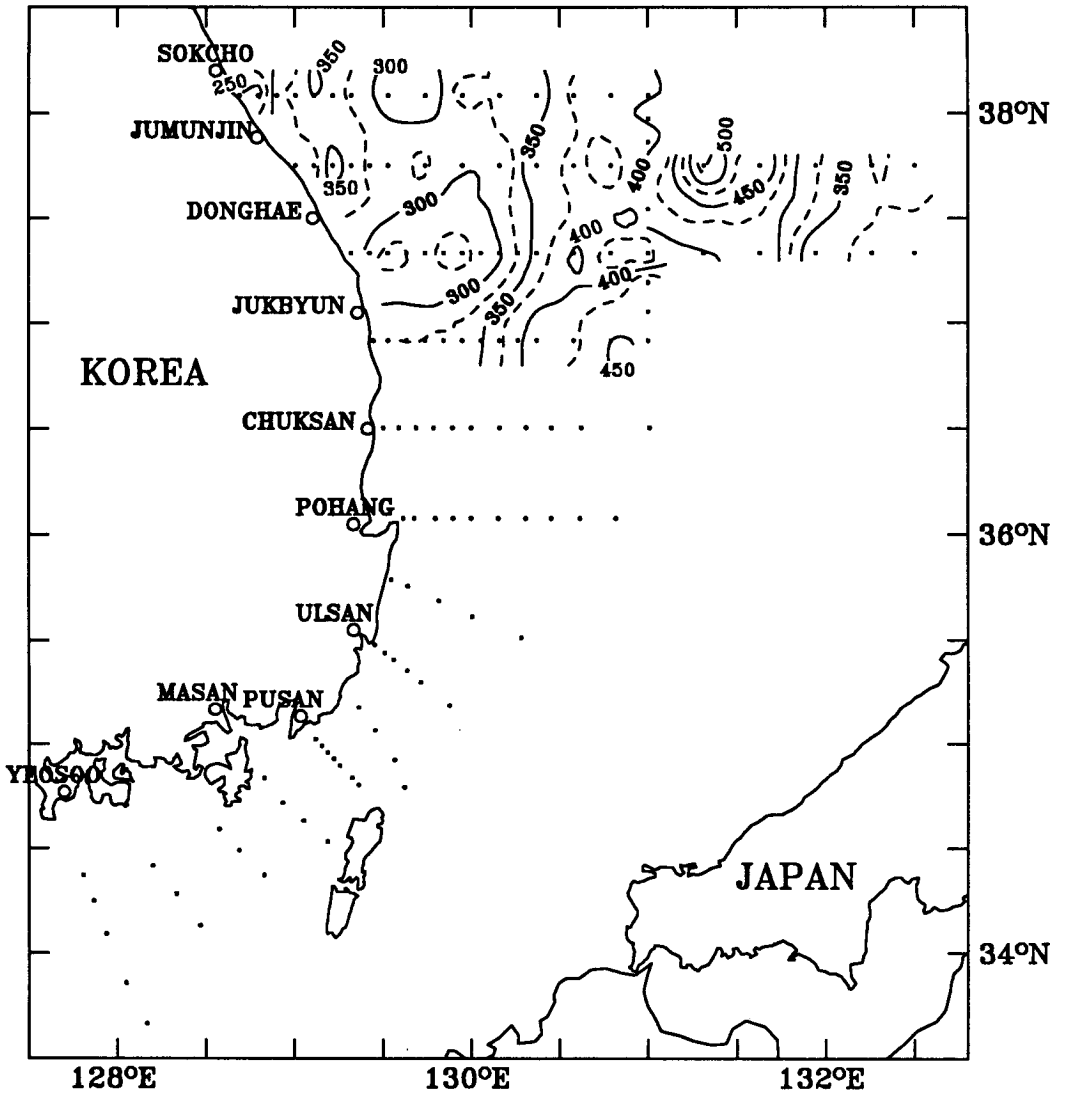 SOKCHO
350
300
250
JUMUNJIN
38°N
350
500
400
450
350
350
DONGHAE
300
400
JUKBYUN
300
400
350
KOREA
450
CHUKSAN
POHANG
36°N
ULSAN
MASAN
PUSAN
YEOSOO
JAPAN
34°N
128°E
130°E
132°E